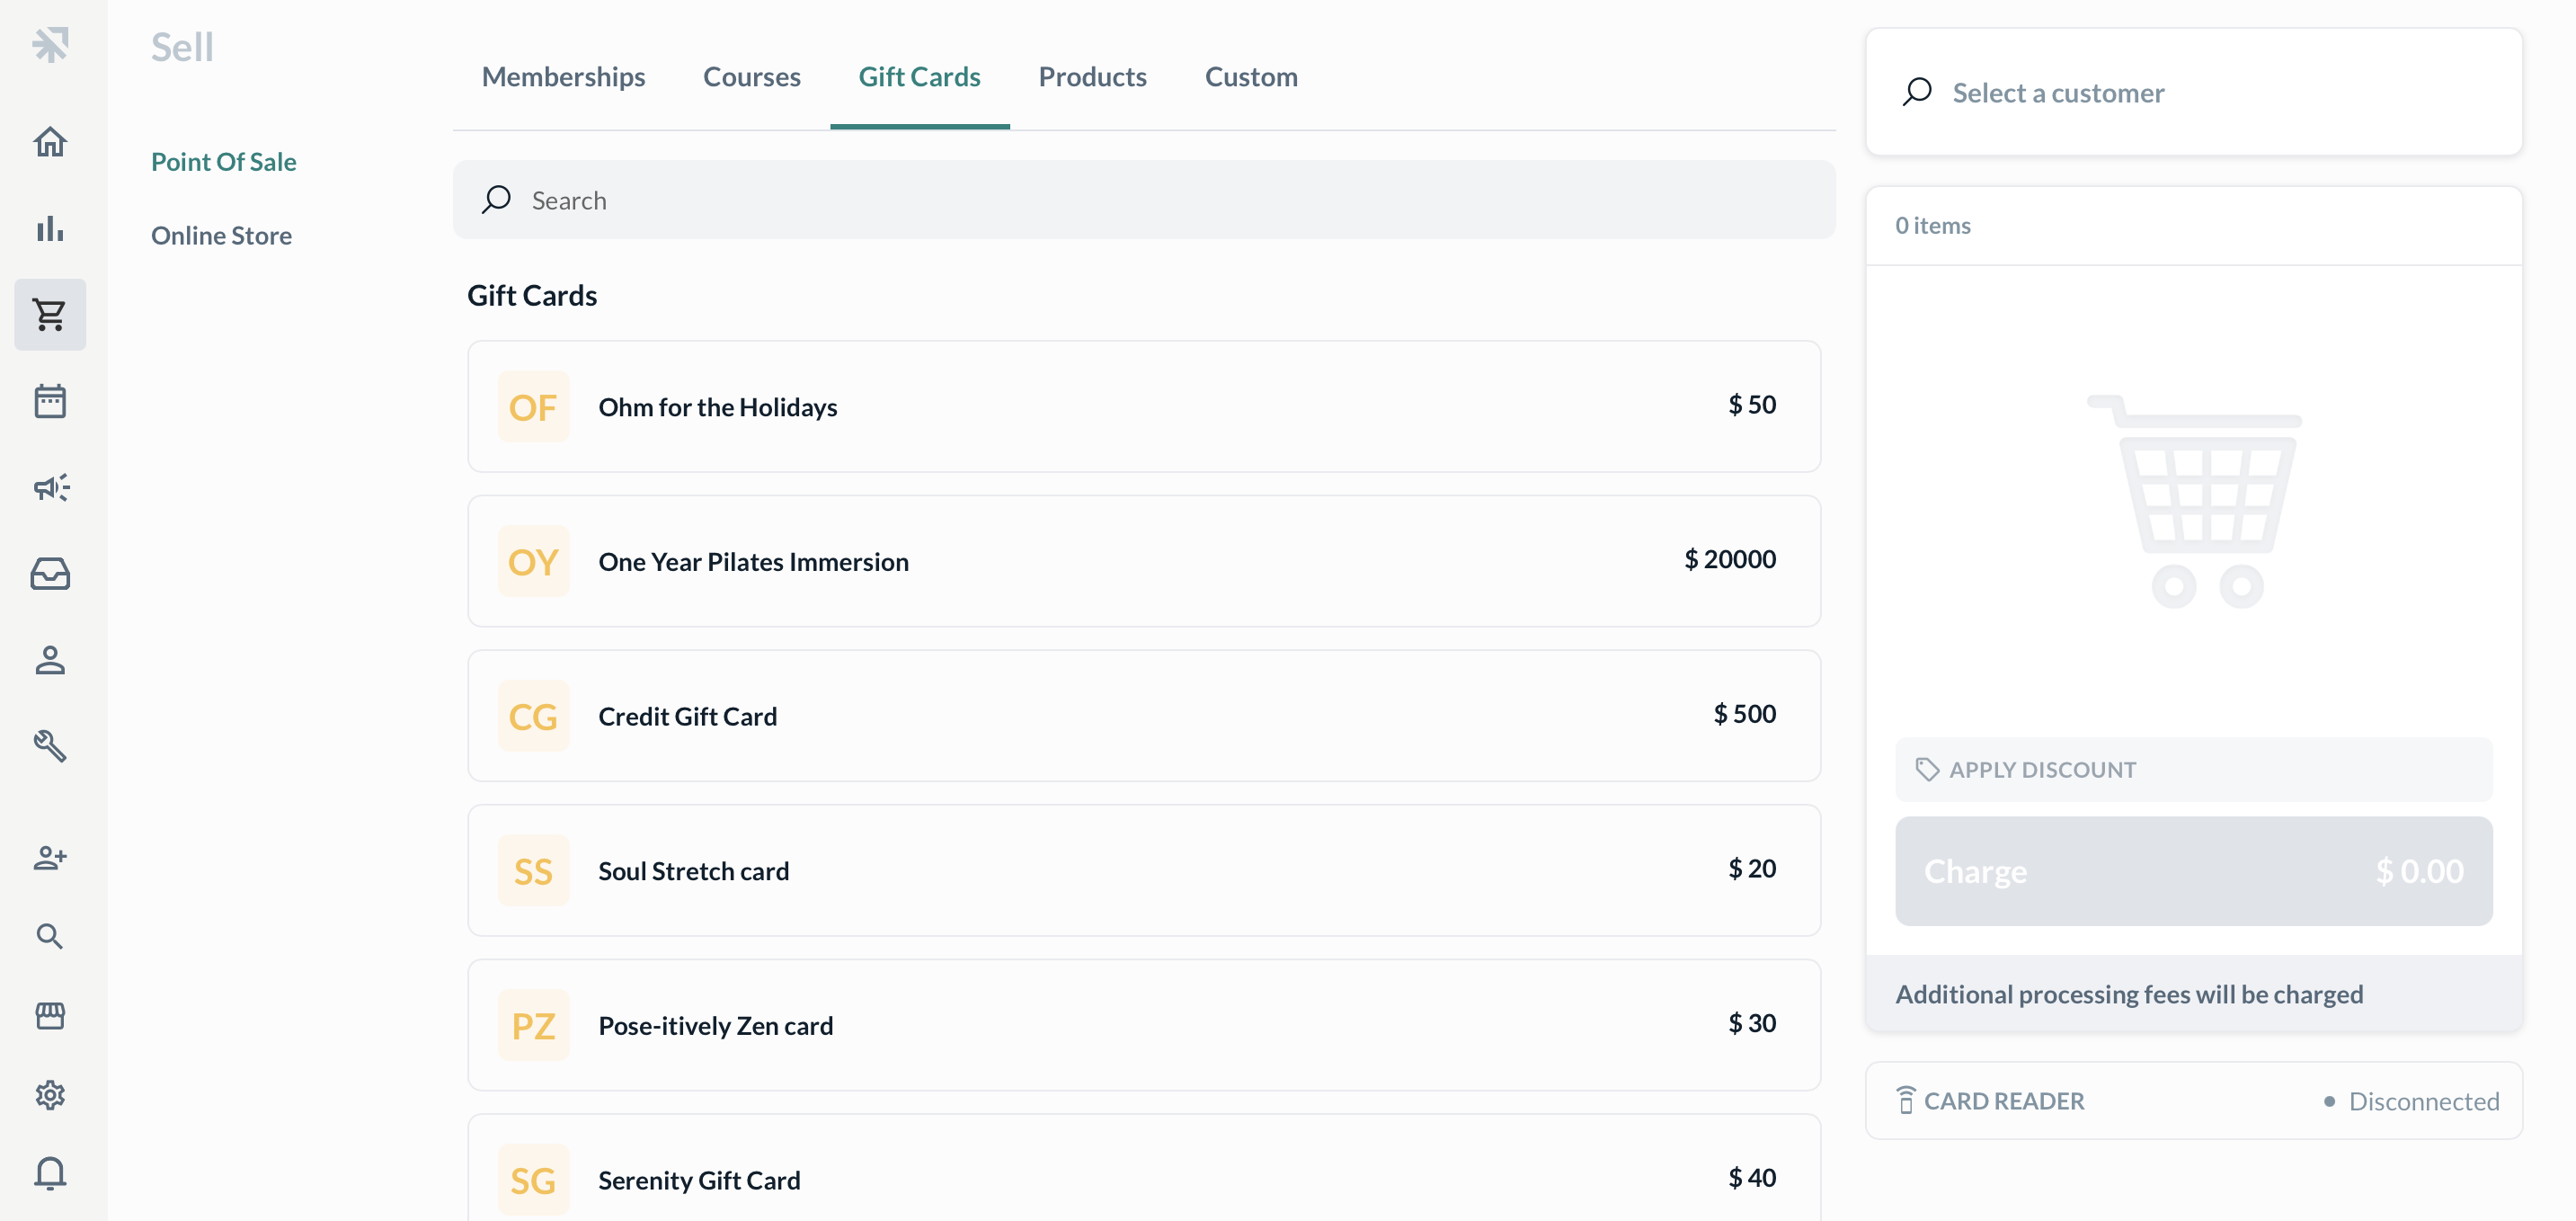 Sell
Point Of Sale
Online Store
Memberships
Courses
Gift Cards
Products
Custom
Search
Gift Cards
OF
Ohm for the Holidays
$ 50
OY
One Year Pilates Immersion
$ 20000
CG
Credit Gift Card
$ 500
SS
Soul Stretch card
$ 20
PZ
Pose-itively Zen card
$ 30
SG
Serenity Gift Card
$ 40
Select a customer
0 items
APPLY DISCOUNT
Charge
$ 0.00
Additional processing fees will be charged
CARD READER
Disconnected